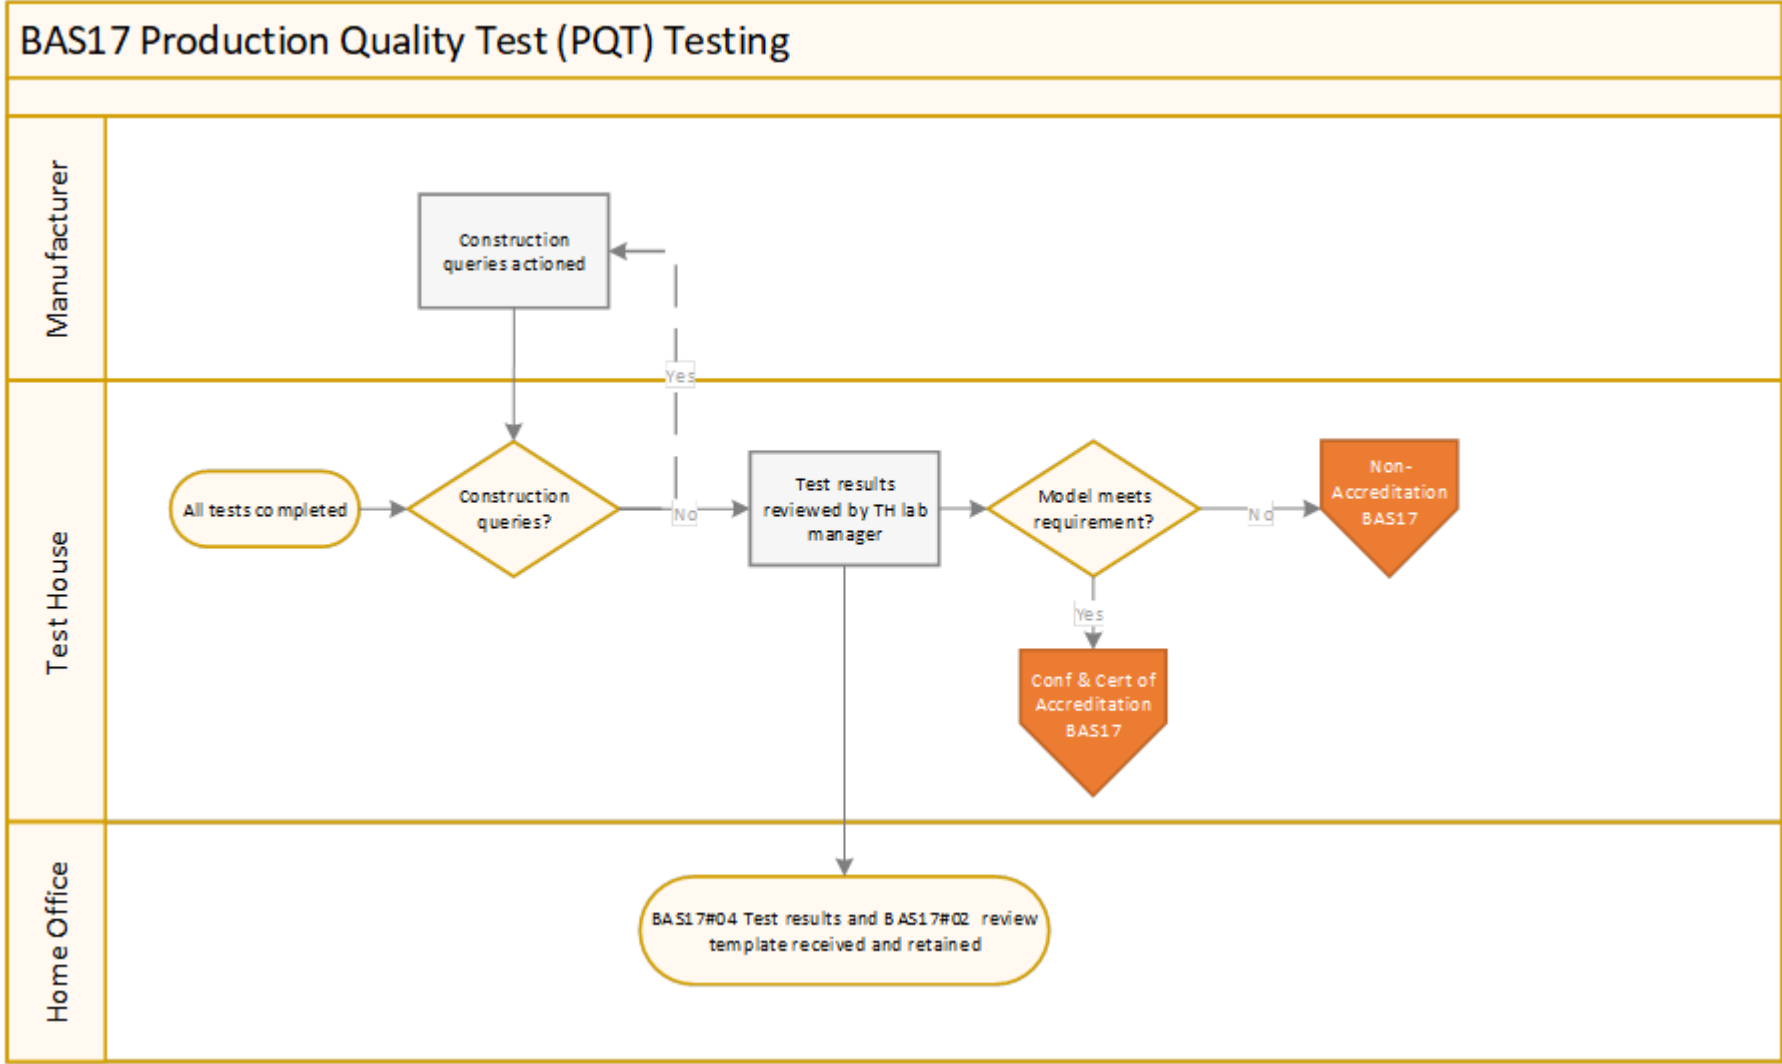 BAS17 Production Quality Test (PQT) Testing
Manufacturer
Construction
queries actioned
Yes
Test House
All tests completed
Construction
queries?
No
Test results
reviewed by TH lab
manager
Model meets
requirement?
No
Non-
Accreditation
BAS17
Yes
Conf & Cert of
Accreditation
BAS17
Home Office
BAS17#04 Test results and BAS17#02 review
template received and retained